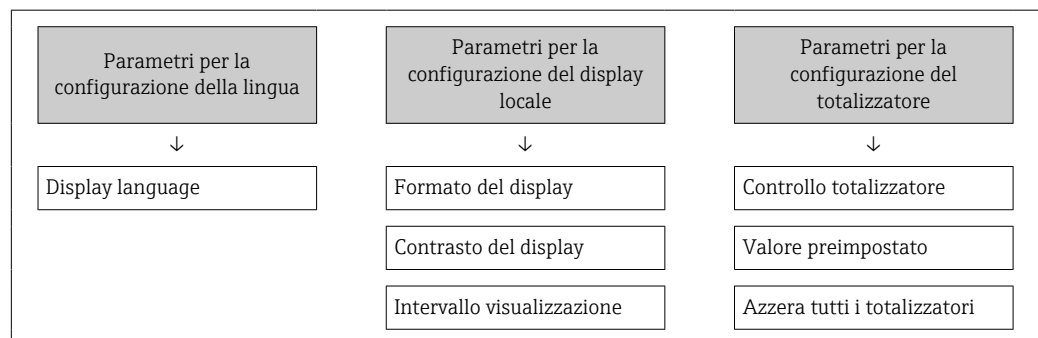 Parametri per la
configurazione della lingua
↓
Display language
Parametri per la
configurazione del display
locale
↓
Formato del display
Contrasto del display
Intervallo visualizzazione
Parametri per la
configurazione del
totalizzatore
↓
Controllo totalizzatore
Valore preimpostato
Azzera tutti i totalizzatori